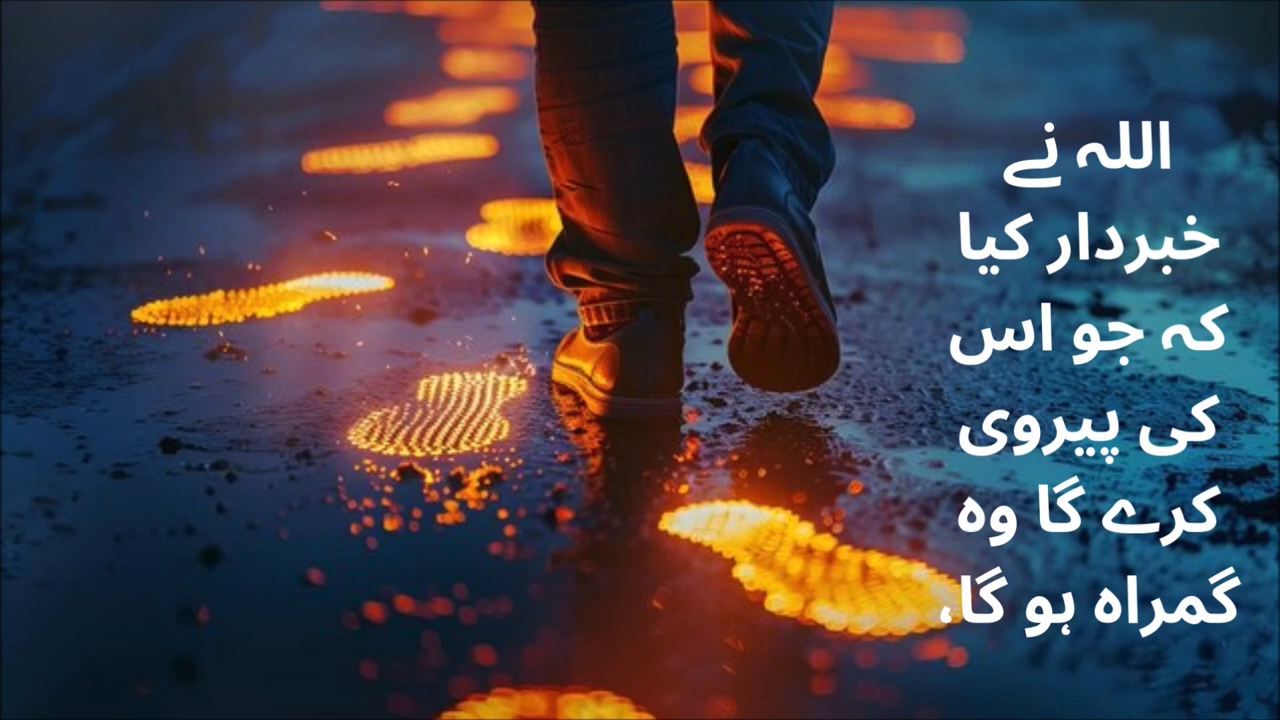 اللہ نے
خبردار کیا
کہ جو اس
کی پیروی
کرے گا وہ
گمراہ ہو گا،